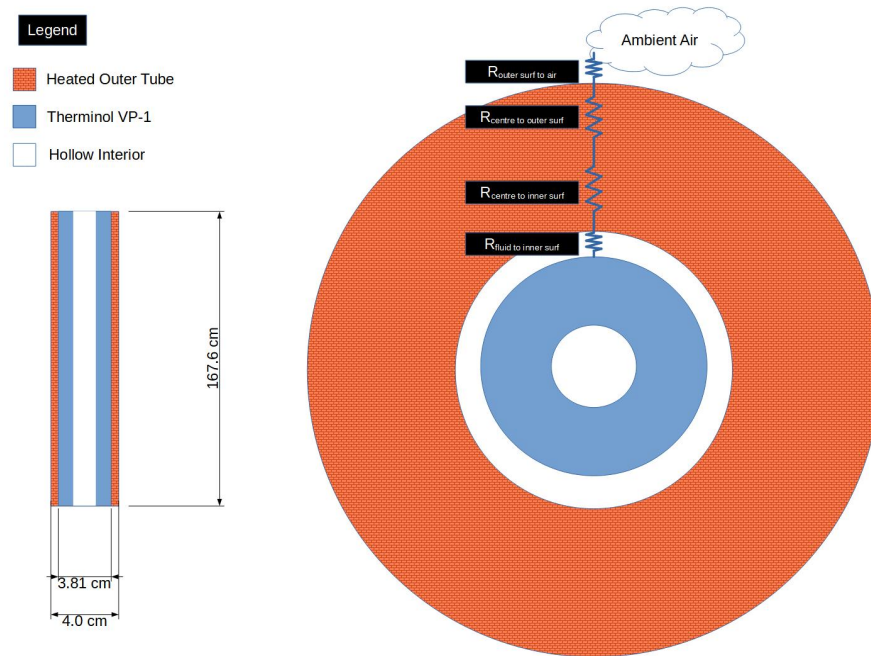 Legend
Heated Outer Tube
Therminol VP-1
Hollow Interior
Ambient Air
Router surf to air
Rcentre to outer surf
Rcentre to inner surf
Rfluid to inner surf
167.6 cm
3.81 cm
4.0 cm